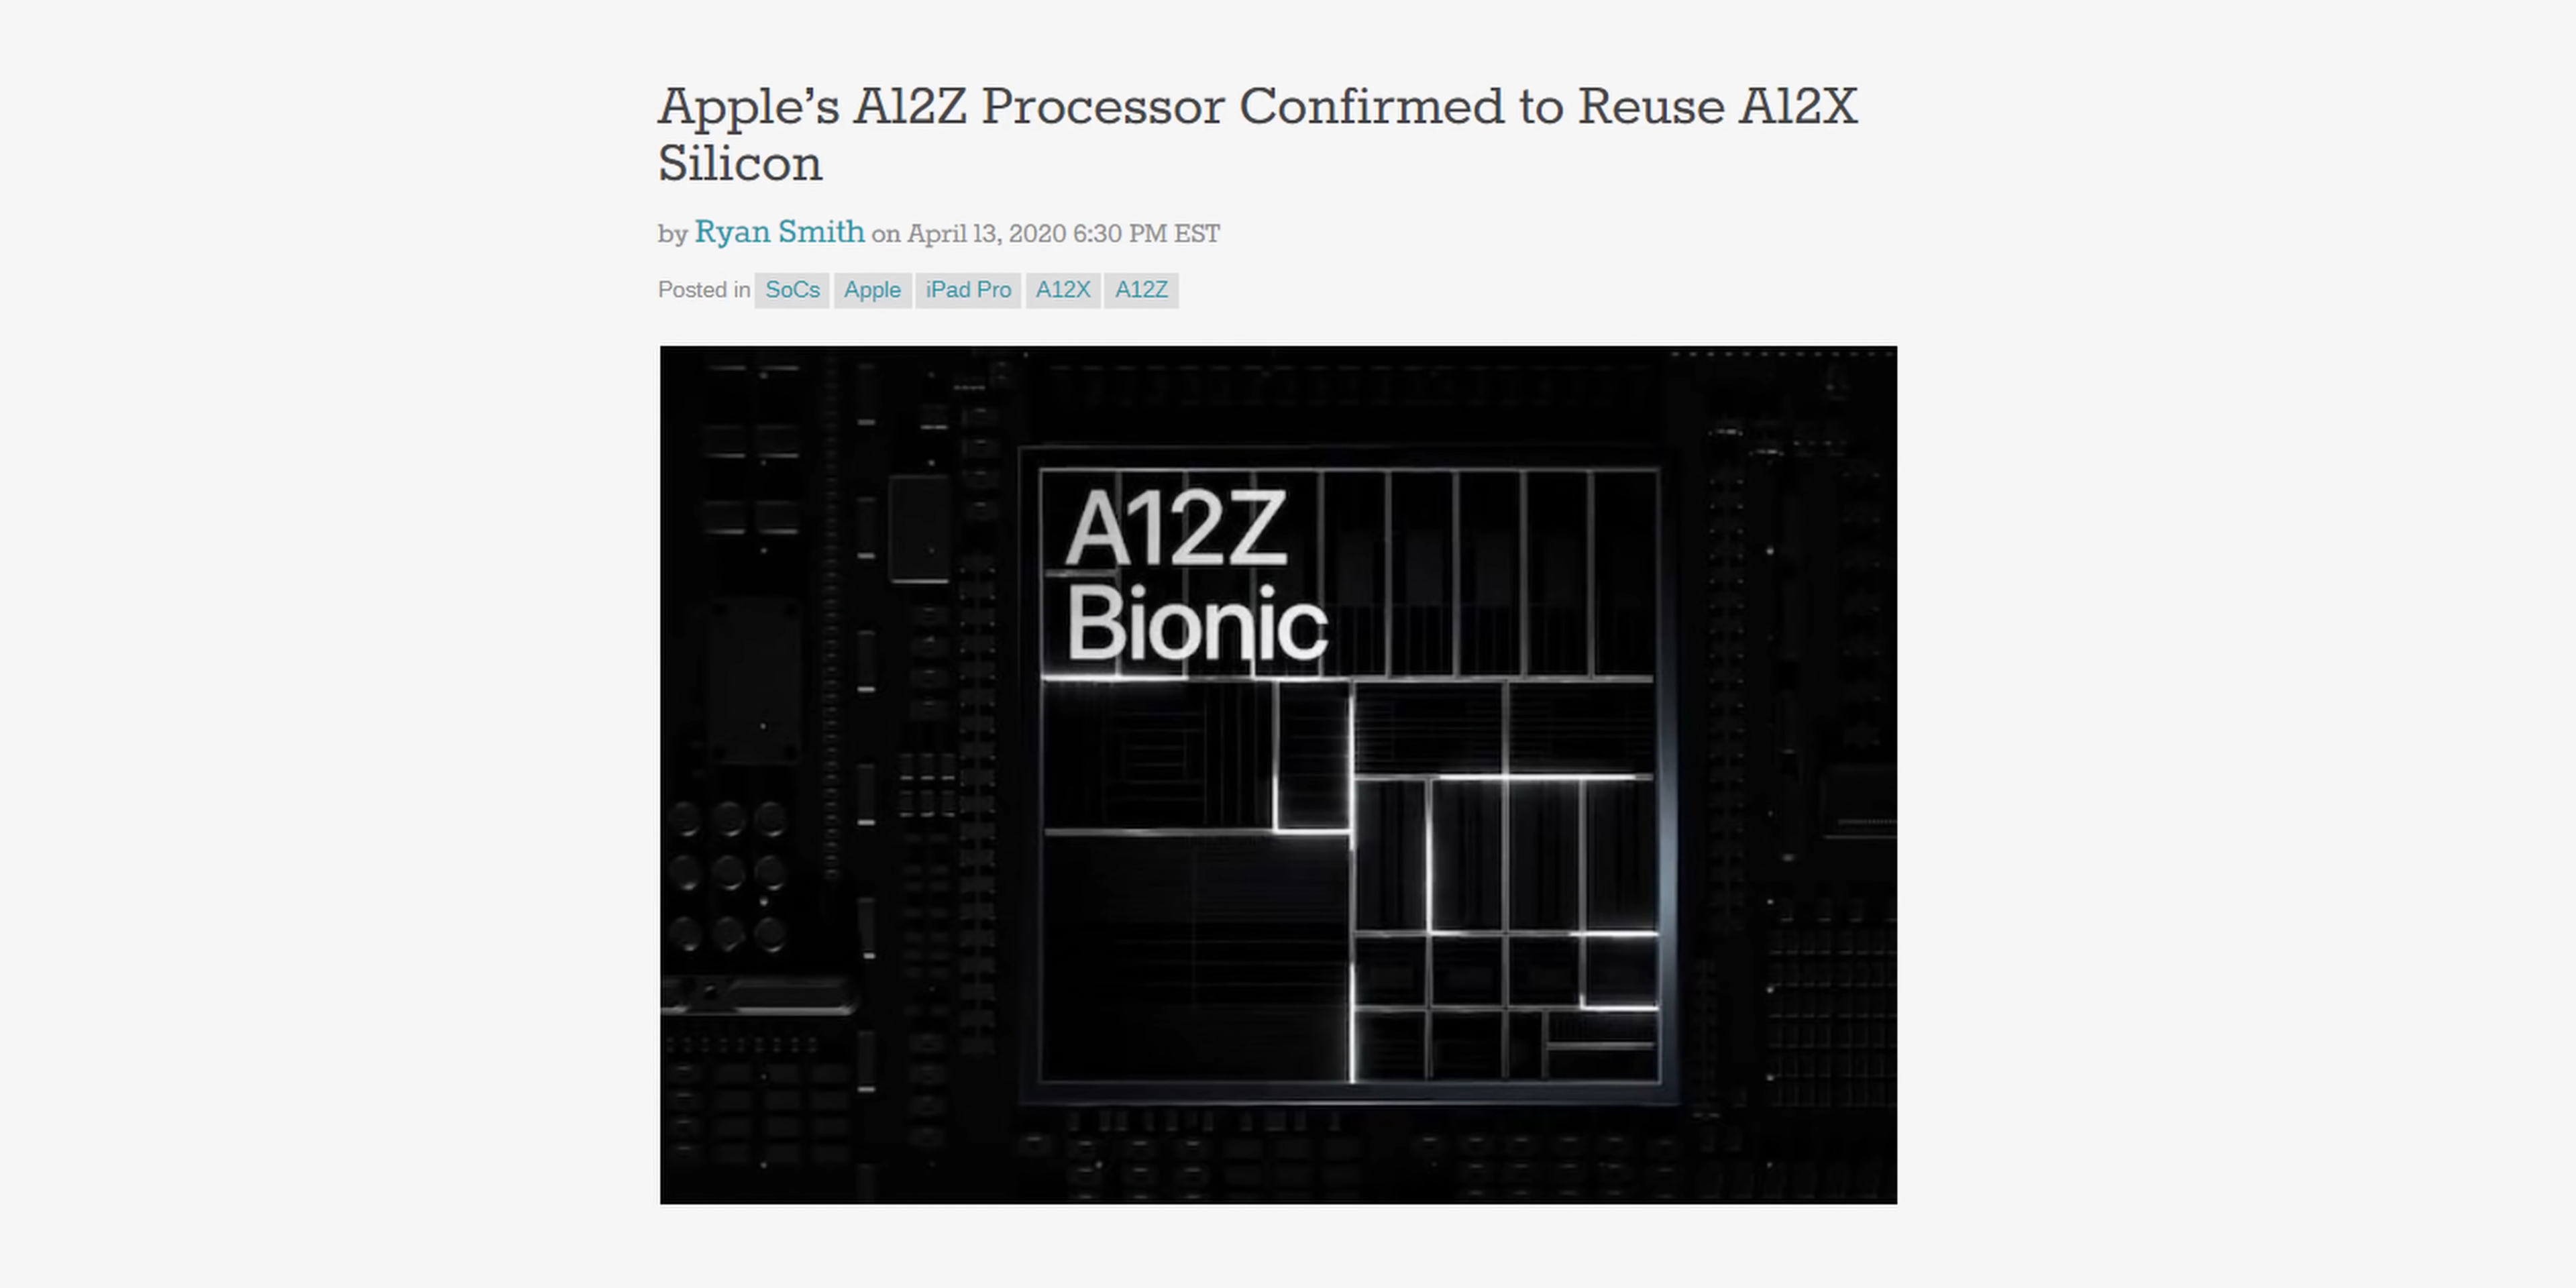 Apple’s A12Z Processor Confirmed to Reuse A12X
Silicon
by Ryan Smith on April 13, 2020 6:30 PM EST
Posted in SoCs Apple iPad Pro A12X A12Z
A12Z
Bionic